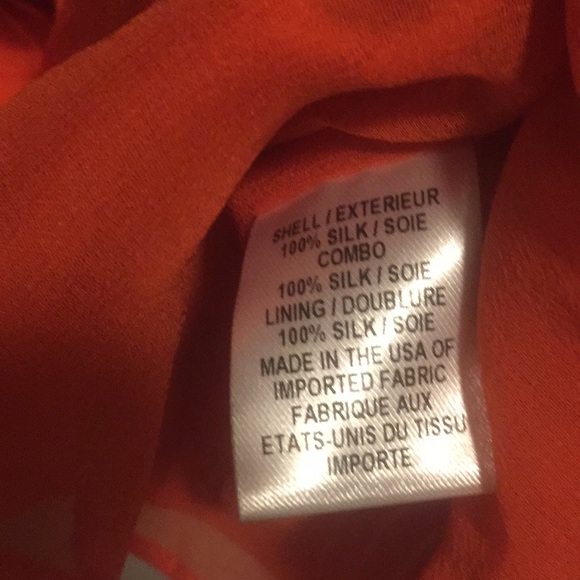 SHELL / EXTERIEUR
100% SILK / SOIE
COMBO
100% SILK / SOIE
LINING / DOUBLURE
100% SILK / SOIE
MADE IN THE USA OF
IMPORTED FABRIC
FABRIQUE AUX
ETATS-UNIS DU TISSU
IMPORTE